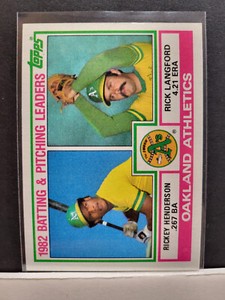 Topps
1982 BATTING & PITCHING LEADERS
RICK LANGFORD
4.21 ERA
RICKEY HENDERSON
.267 BA
A's
OAKLAND ATHLETICS